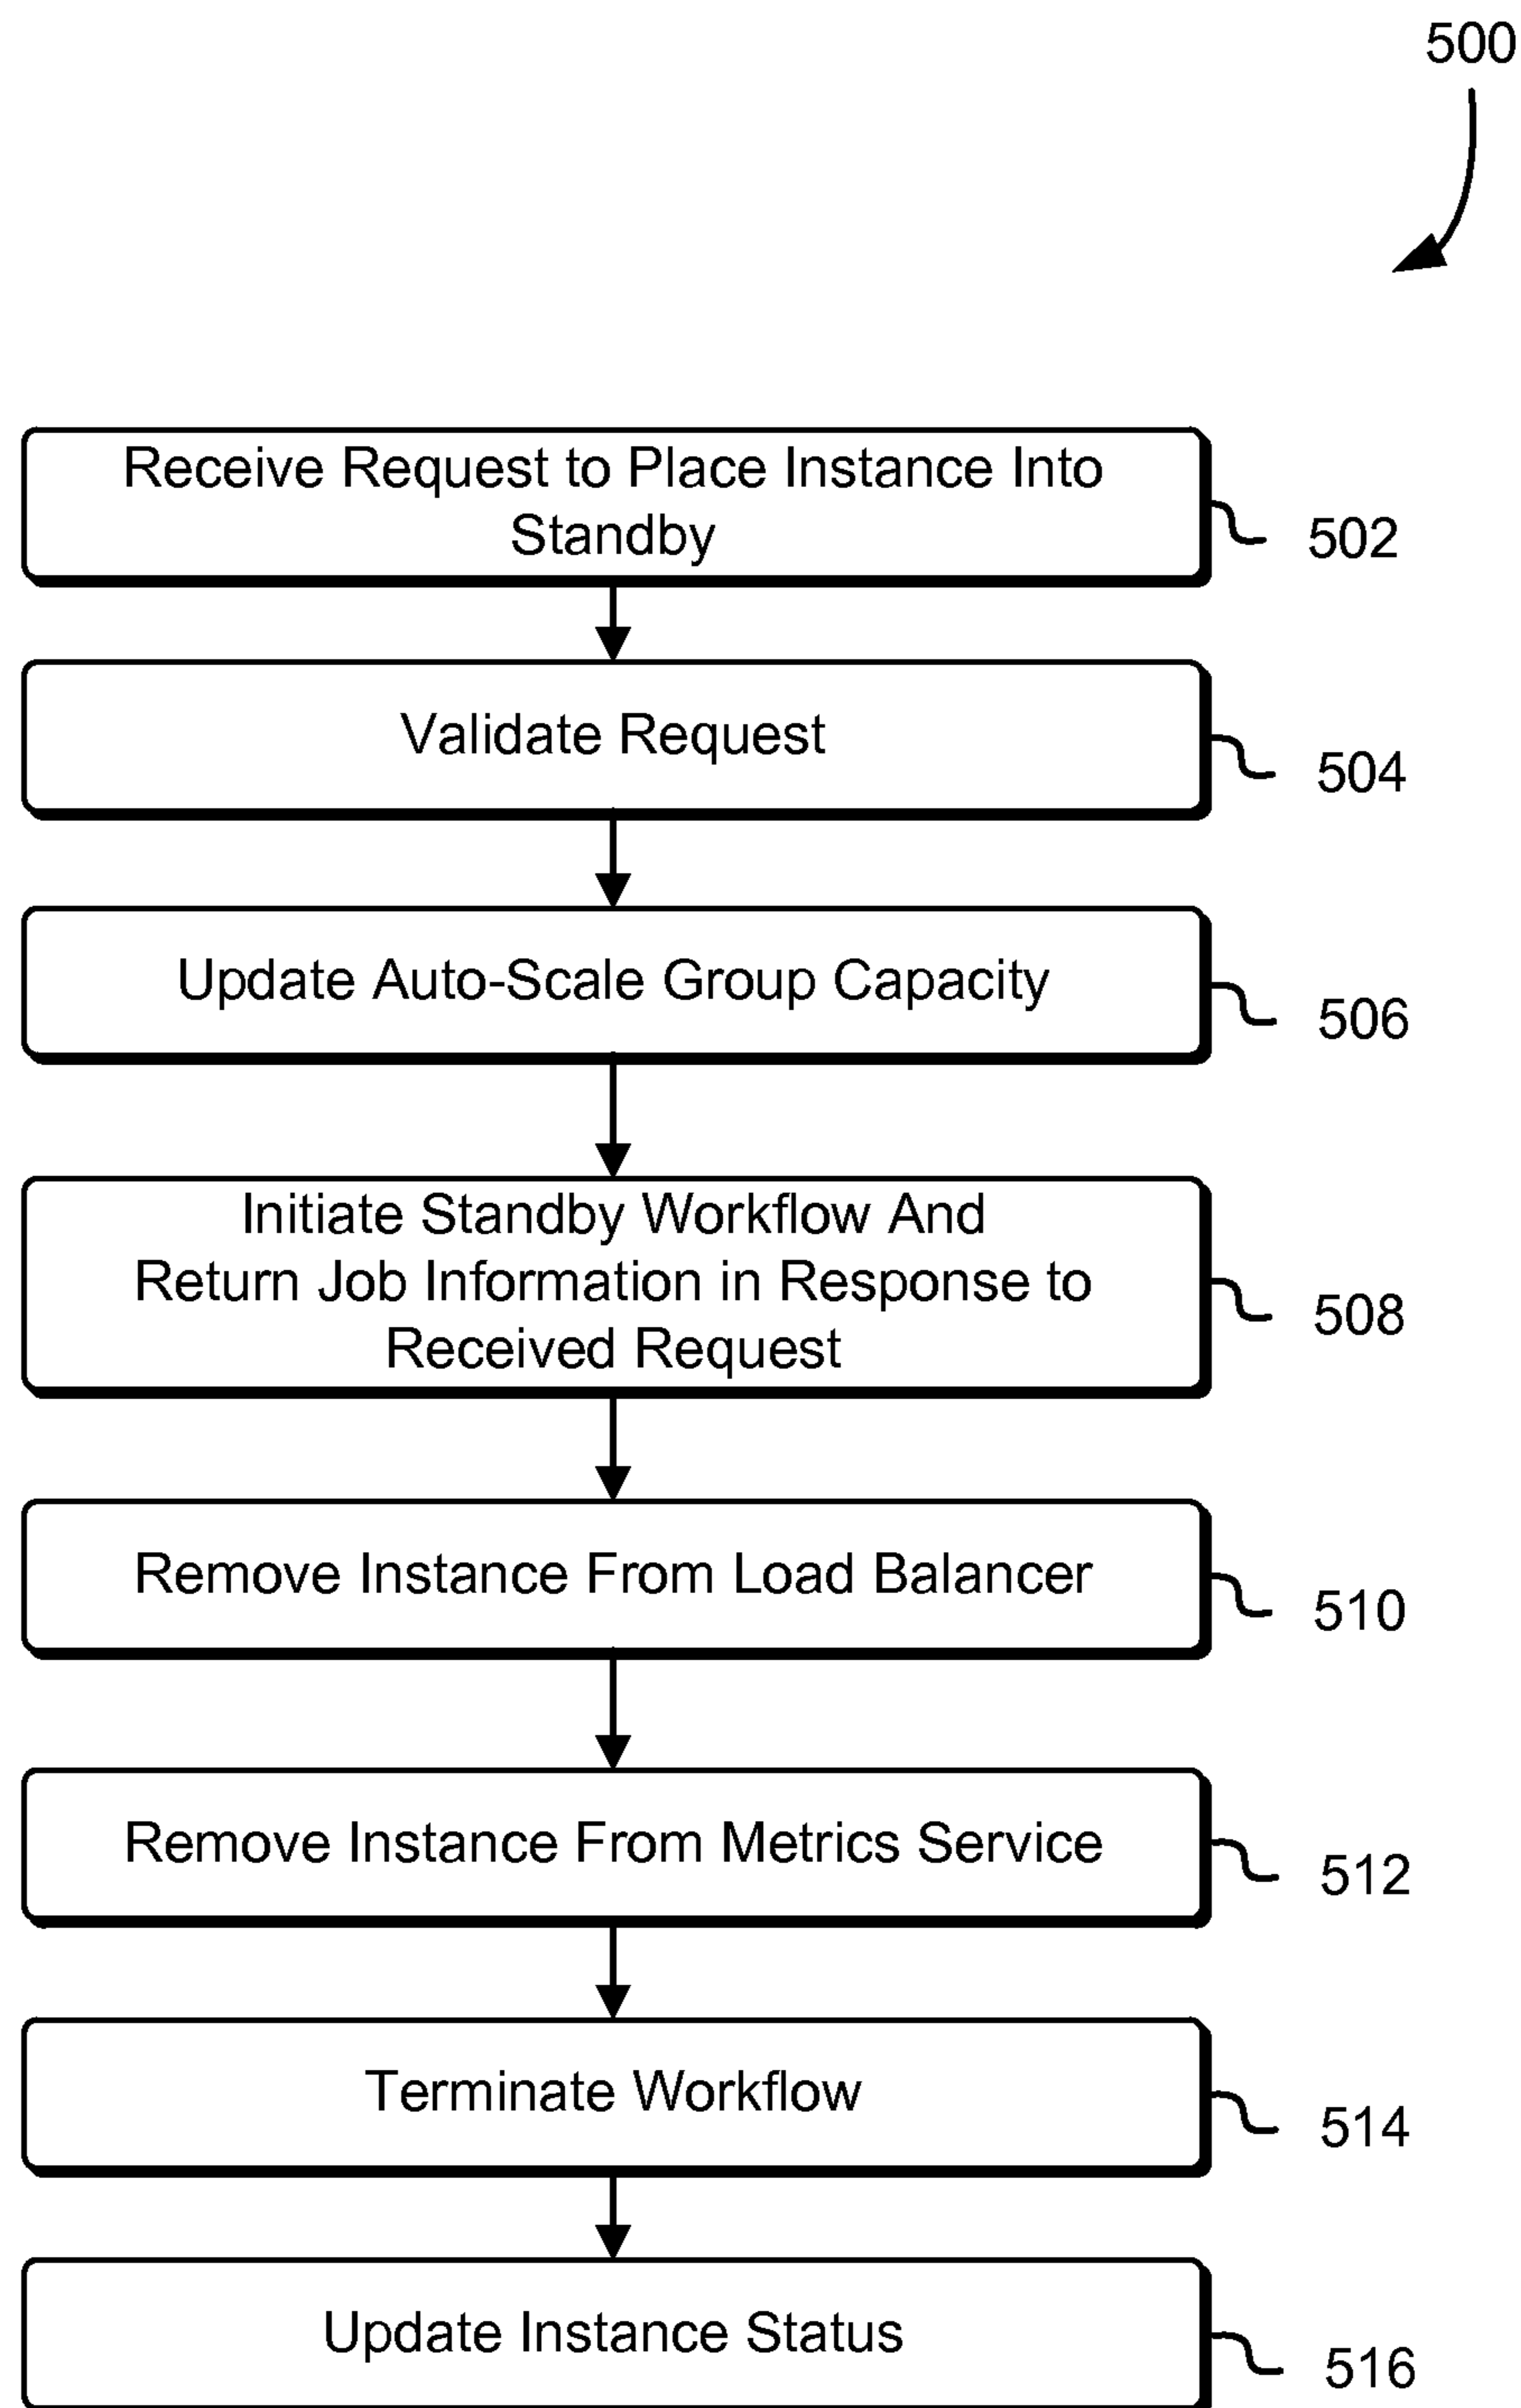 500
Receive Request to Place Instance Into
Standby
502
Validate Request
504
Update Auto-Scale Group Capacity
506
Initiate Standby Workflow And
Return Job Information in Response to
Received Request
508
Remove Instance From Load Balancer
510
Remove Instance From Metrics Service
512
Terminate Workflow
514
Update Instance Status
516